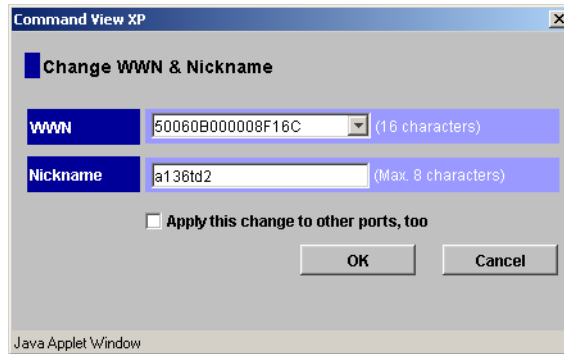 Command View XP
Change WWN & Nickname
WWN 50060B000008F16C (16 characters)
Nickname a136td2 (Max. 8 characters)
Apply this change to other ports, too
OK Cancel
Java Applet Window